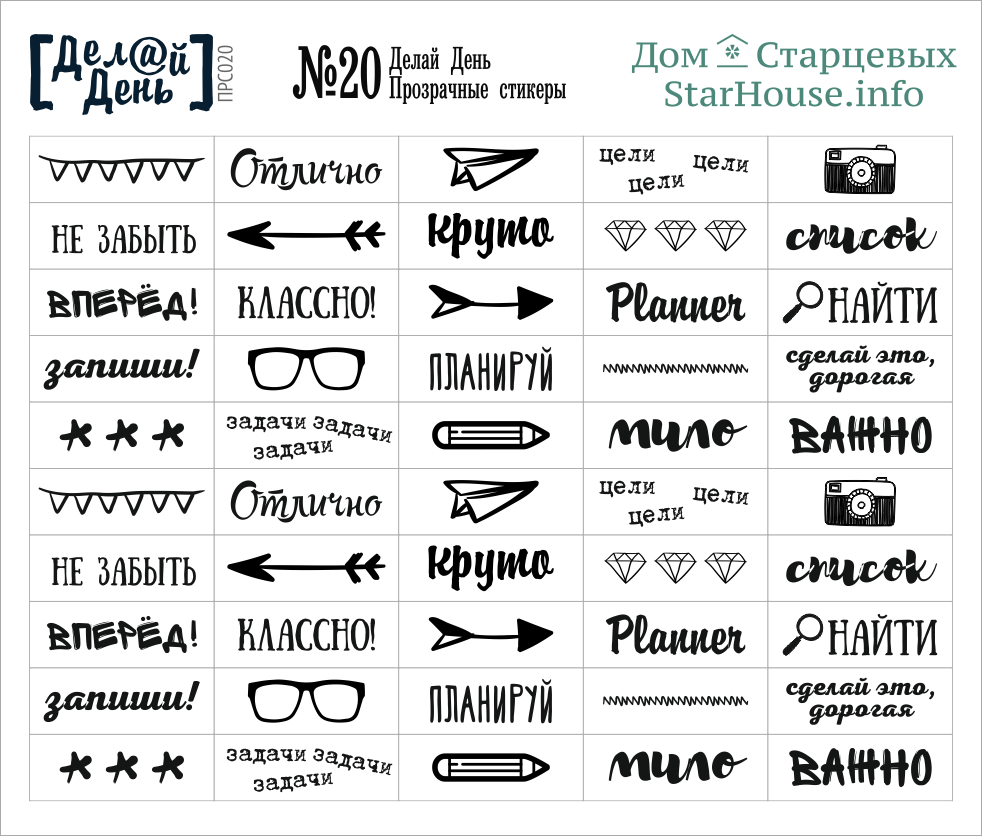 Дел@й
День
ПРС020
№20
Делай День
Прозрачные стикеры
Дом Старцевых
StarHouse.info
Отлично
цели цели
цели
НЕ ЗАБЫТЬ
круто
список
ВПЕРЁД!
КЛАССНО!
Planner
НАЙТИ
запиши!
ПЛАНИРУЙ
сделай это,
дорогая
задачи задачи
задачи
мило
ВАЖНО
Отлично
цели цели
цели
НЕ ЗАБЫТЬ
круто
список
ВПЕРЁД!
КЛАССНО!
Planner
НАЙТИ
запиши!
ПЛАНИРУЙ
сделай это,
дорогая
задачи задачи
задачи
мило
ВАЖНО